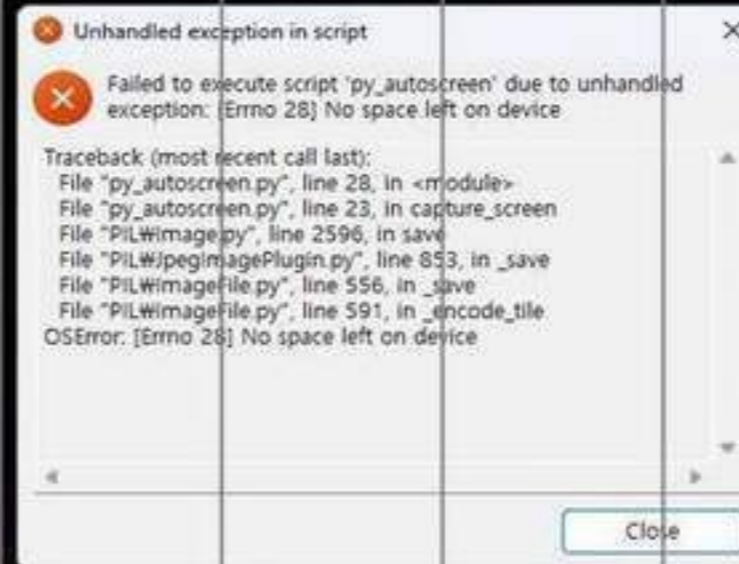 Unhandled exception in script
Failed to execute script 'py_autoscreen' due to unhandled
exception: [Errno 28] No space left on device
Traceback (most recent call last):
File "py_autoscreen.py", line 28, in <module>
File "py_autoscreen.py", line 23, in capture_screen
File "PIL₩Image.py", line 2596, in save
File "PIL₩JpegImagePlugin.py", line 853, in _save
File "PIL₩ImageFile.py", line 556, in _save
File "PIL₩ImageFile.py", line 591, in _encode_tile
OSError: [Errno 28] No space left on device
Close